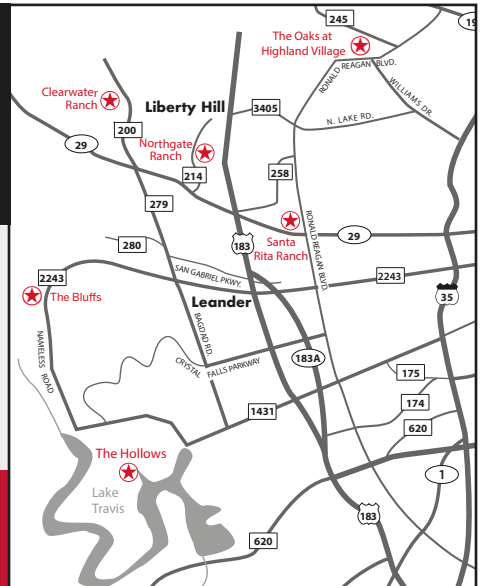 245
19
The Oaks at
Highland Village
RONALD REAGAN BLVD.
WILLIAMS DR.
Clearwater
Ranch
Liberty Hill
3405
N. LAKE RD.
200
29
Northgate
Ranch
214
258
279
Santa
Rita Ranch
RONALD REAGAN BLVD.
29
280
183
2243
SAN GABRIEL PKWY.
2243
The Bluffs
Leander
35
NAMELESS ROAD
BAGDAD RD.
CRYSTAL FALLS PARKWAY
183A
175
174
1431
620
The Hollows
Lake
Travis
1
183
620